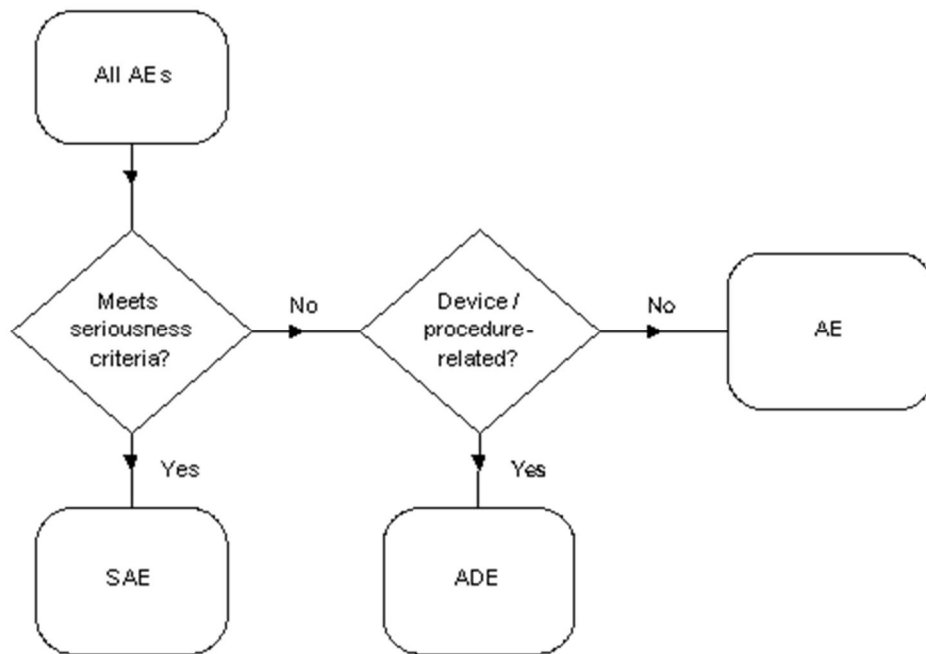 All AEs
Meets
seriousness
criteria?
No
Device /
procedure-
related?
No
AE
Yes
Yes
SAE
ADE